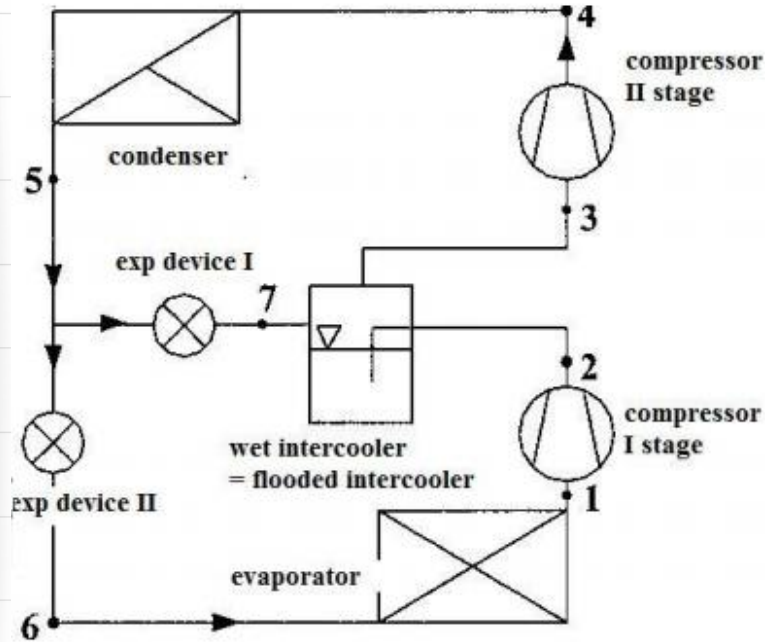 4
compressor
II stage
condenser
5
3
exp device I
7
2
compressor
I stage
wet intercooler
= flooded intercooler
1
exp device II
evaporator
6